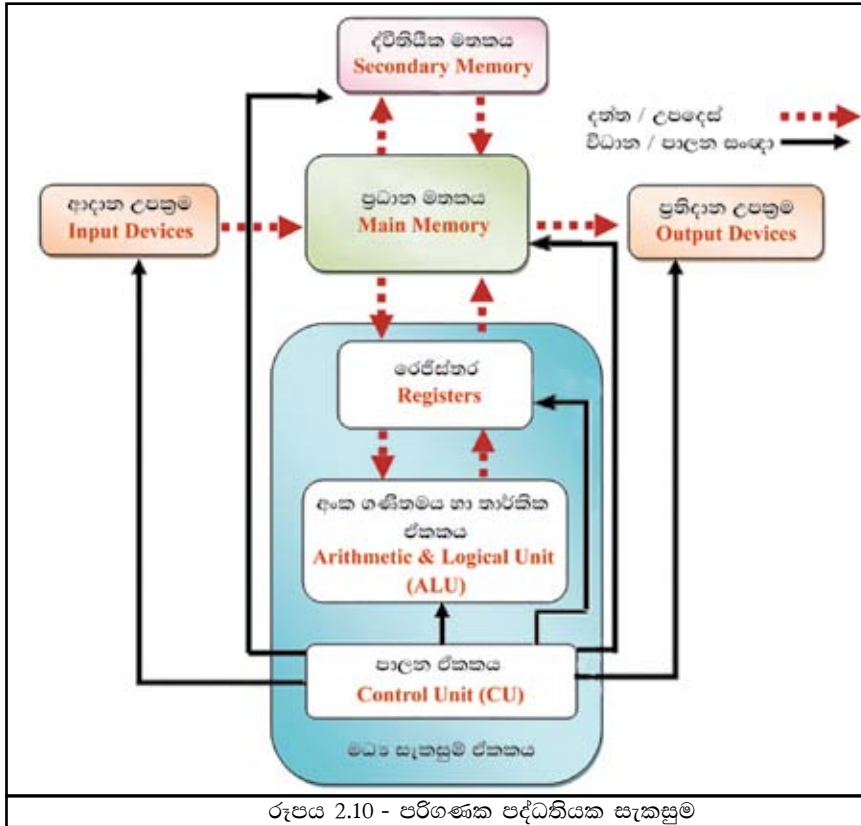 ද්විතියීක මතකය
Secondary Memory
දත්ත / උපදෙස්
විධාන / පාලන සංඥා
ආදාන උපක්‍රම
Input Devices
ප්‍රධාන මතකය
Main Memory
ප්‍රතිදාන උපක්‍රම
Output Devices
රෙජිස්තර
Registers
අංක ගණිතමය හා තාර්කික
ඒකකය
Arithmetic & Logical Unit
(ALU)
පාලන ඒකකය
Control Unit (CU)
මධ්‍ය සැකසුම් ඒකකය
රූපය 2.10 - පරිගණක පද්ධතියක සැකසුම